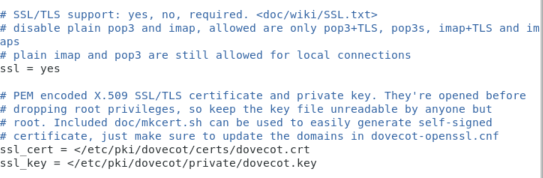 # SSL/TLS support: yes, no, required. <doc/wiki/SSL.txt>
# disable plain pop3 and imap, allowed are only pop3+TLS, pop3s, imap+TLS and im
aps
# plain imap and pop3 are still allowed for local connections
ssl = yes
# PEM encoded X.509 SSL/TLS certificate and private key. They're opened before
# dropping root privileges, so keep the key file unreadable by anyone but
# root. Included doc/mkcert.sh can be used to easily generate self-signed
# certificate, just make sure to update the domains in dovecot-openssl.cnf
ssl_cert = </etc/pki/dovecot/certs/dovecot.crt
ssl_key = </etc/pki/dovecot/private/dovecot.key